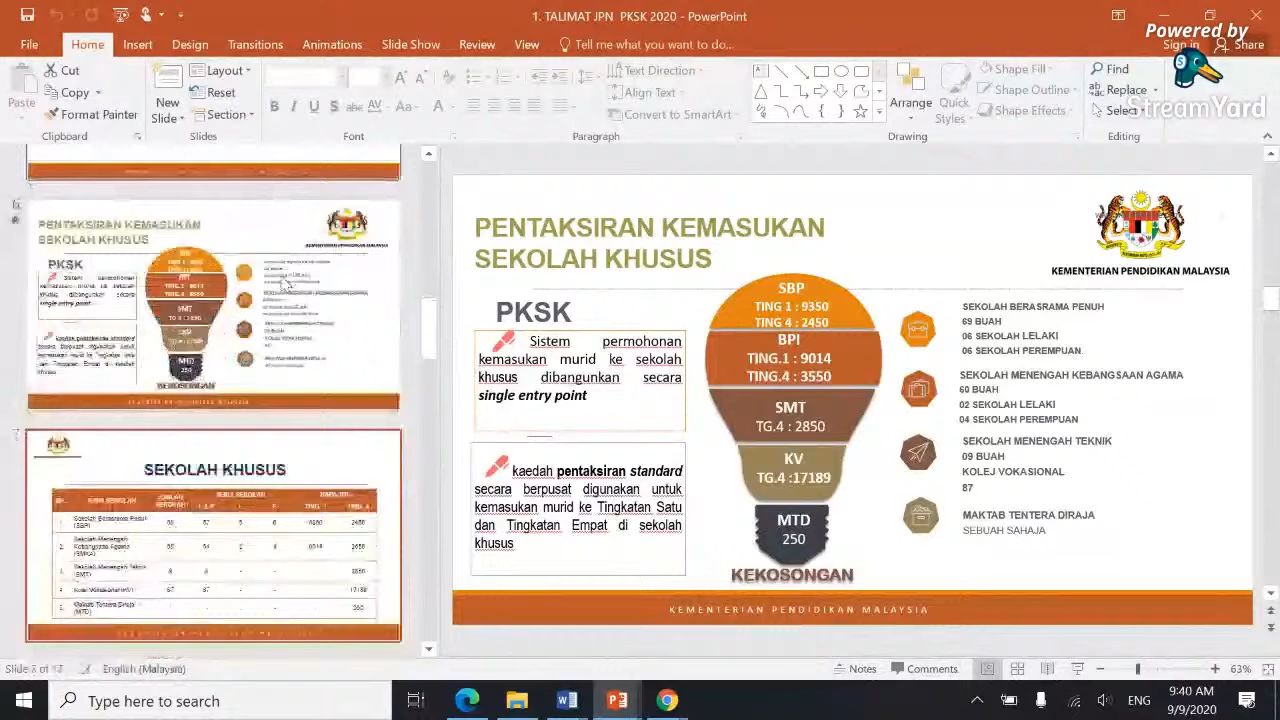 1. TALIMAT JPN PKSK 2020 - PowerPoint
Powered by
StreamYard
File Home Insert Design Transitions Animations Slide Show Review View Tell me what you want to do... Sign in Share
Cut
Copy
Format Painter
Paste
New Slide
Layout
Reset
Section
Text Direction
Align Text
Convert to SmartArt
Arrange
Quick Styles
Shape Fill
Shape Outline
Shape Effects
Find
Replace
Select
Clipboard Slides Font Paragraph Drawing Editing
PENTAKSIRAN KEMASUKAN
SEKOLAH KHUSUS
PKSK
KEKOSONGAN
SEKOLAH KHUSUS
PENTAKSIRAN KEMASUKAN
SEKOLAH KHUSUS
KEMENTERIAN PENDIDIKAN MALAYSIA
PKSK
Sistem permohonan
kemasukan murid ke sekolah
khusus dibangunkan secara
single entry point
kaedah pentaksiran standard
secara berpusat digunakan untuk
kemasukan murid ke Tingkatan Satu
dan Tingkatan Empat di sekolah
khusus
SBP
TING 1 : 9350
TING 4 : 2450
BPI
TING.1 : 9014
TING.4 : 3550
SMT
TG.4 : 2850
KV
TG.4 :17189
MTD
250
KEKOSONGAN
SEKOLAH BERASRAMA PENUH
69 BUAH
06 SEKOLAH LELAKI
06 SEKOLAH PEREMPUAN
SEKOLAH MENENGAH KEBANGSAAN AGAMA
60 BUAH
02 SEKOLAH LELAKI
04 SEKOLAH PEREMPUAN
SEKOLAH MENENGAH TEKNIK
09 BUAH
KOLEJ VOKASIONAL
87
MAKTAB TENTERA DIRAJA
SEBUAH SAHAJA
KEMENTERIAN PENDIDIKAN MALAYSIA
English (Malaysia)
Notes Comments 63%
Type here to search
ENG
9:40 AM
9/9/2020